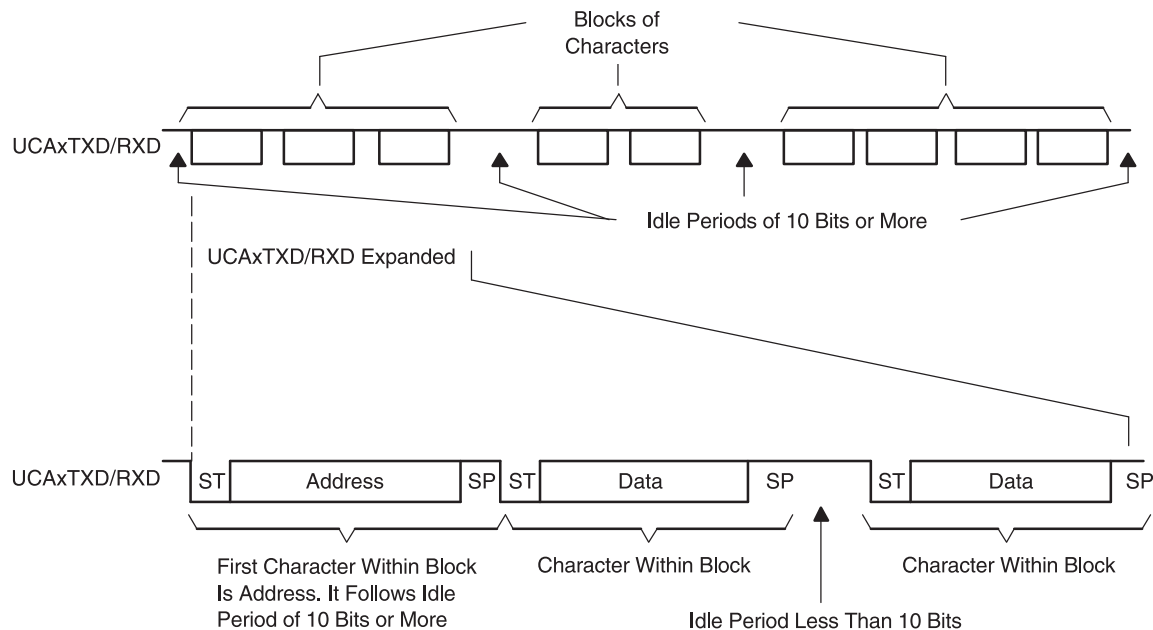 Blocks of
Characters
UCAxTXD/RXD
Idle Periods of 10 Bits or More
UCAxTXD/RXD Expanded
UCAxTXD/RXD
ST
Address
SP
ST
Data
SP
ST
Data
SP
First Character Within Block
Is Address. It Follows Idle
Period of 10 Bits or More
Character Within Block
Character Within Block
Idle Period Less Than 10 Bits